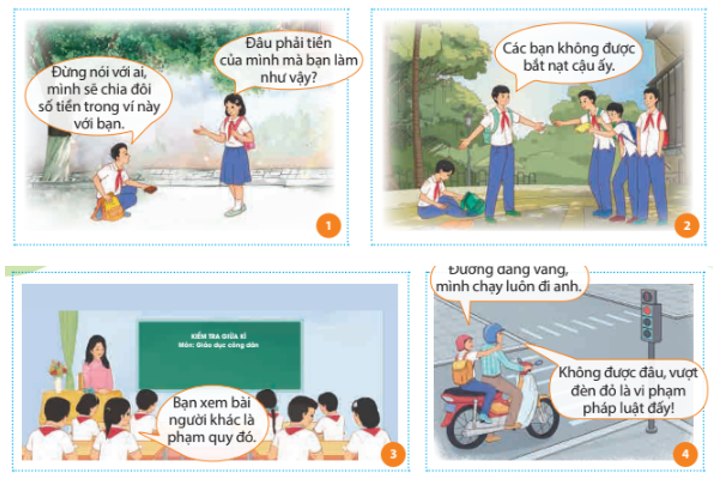 Đừng nói với ai,
mình sẽ chia đôi
số tiền trong ví này
với bạn.
Đâu phải tiền
của mình mà bạn làm
như vậy?
1
Các bạn không được
bắt nạt cậu ấy.
2
KIỂM TRA GIỮA KÌ
Môn: Giáo dục công dân
Bạn xem bài
người khác là
phạm quy đó.
3
Đường đang vắng,
mình chạy luôn đi anh.
Không được đâu, vượt
đèn đỏ là vi phạm
pháp luật đấy!
4